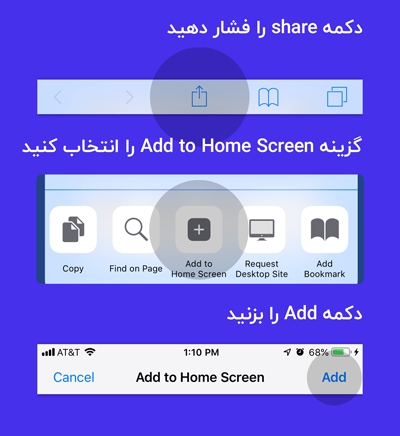 دکمه share را فشار دهید
گزینه Add to Home Screen را انتخاب کنید
Copy
Find on Page
Add to
Home Screen
Request
Desktop Site
Add
Bookmark
دکمه Add را بزنید
AT&T 1:10 PM 68%
Cancel Add to Home Screen Add